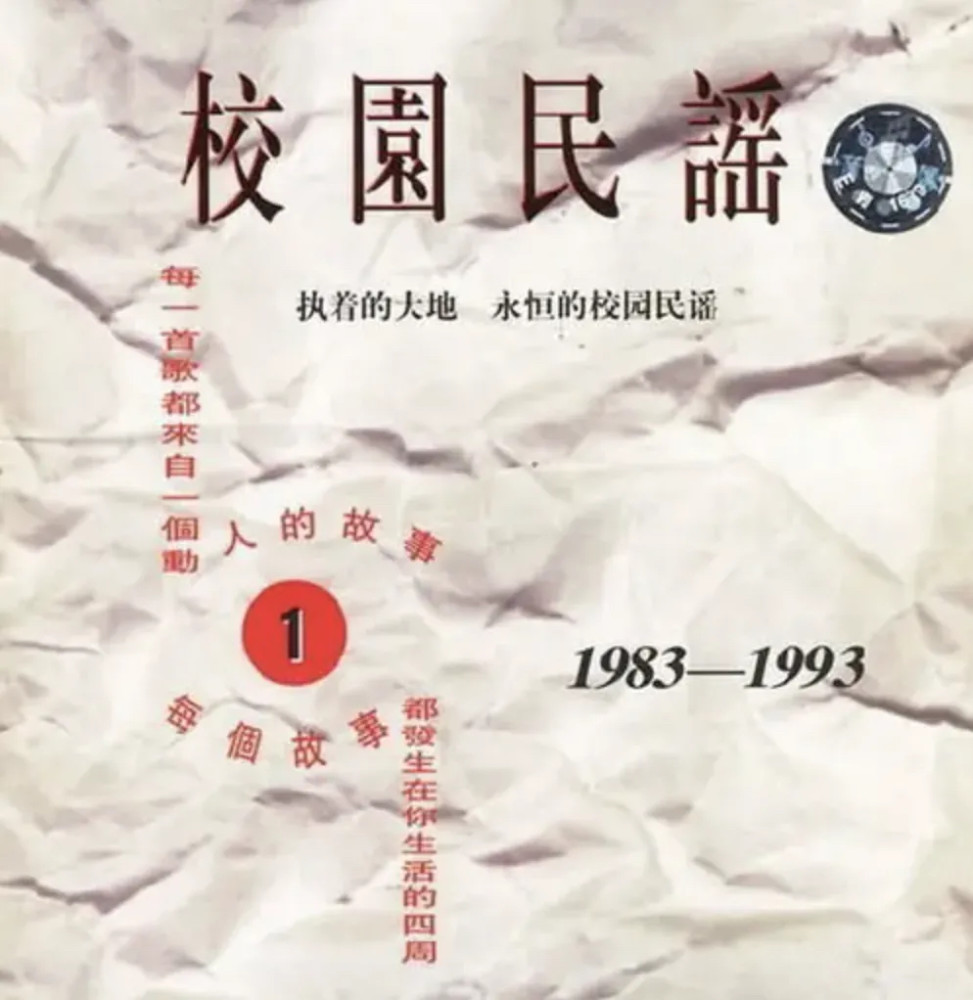 校園民謡
执着的大地 永恒的校园民谣
每一首歌都來自一個動
人的故事
1
1983—1993
每個故事
都發生在你生活的四周